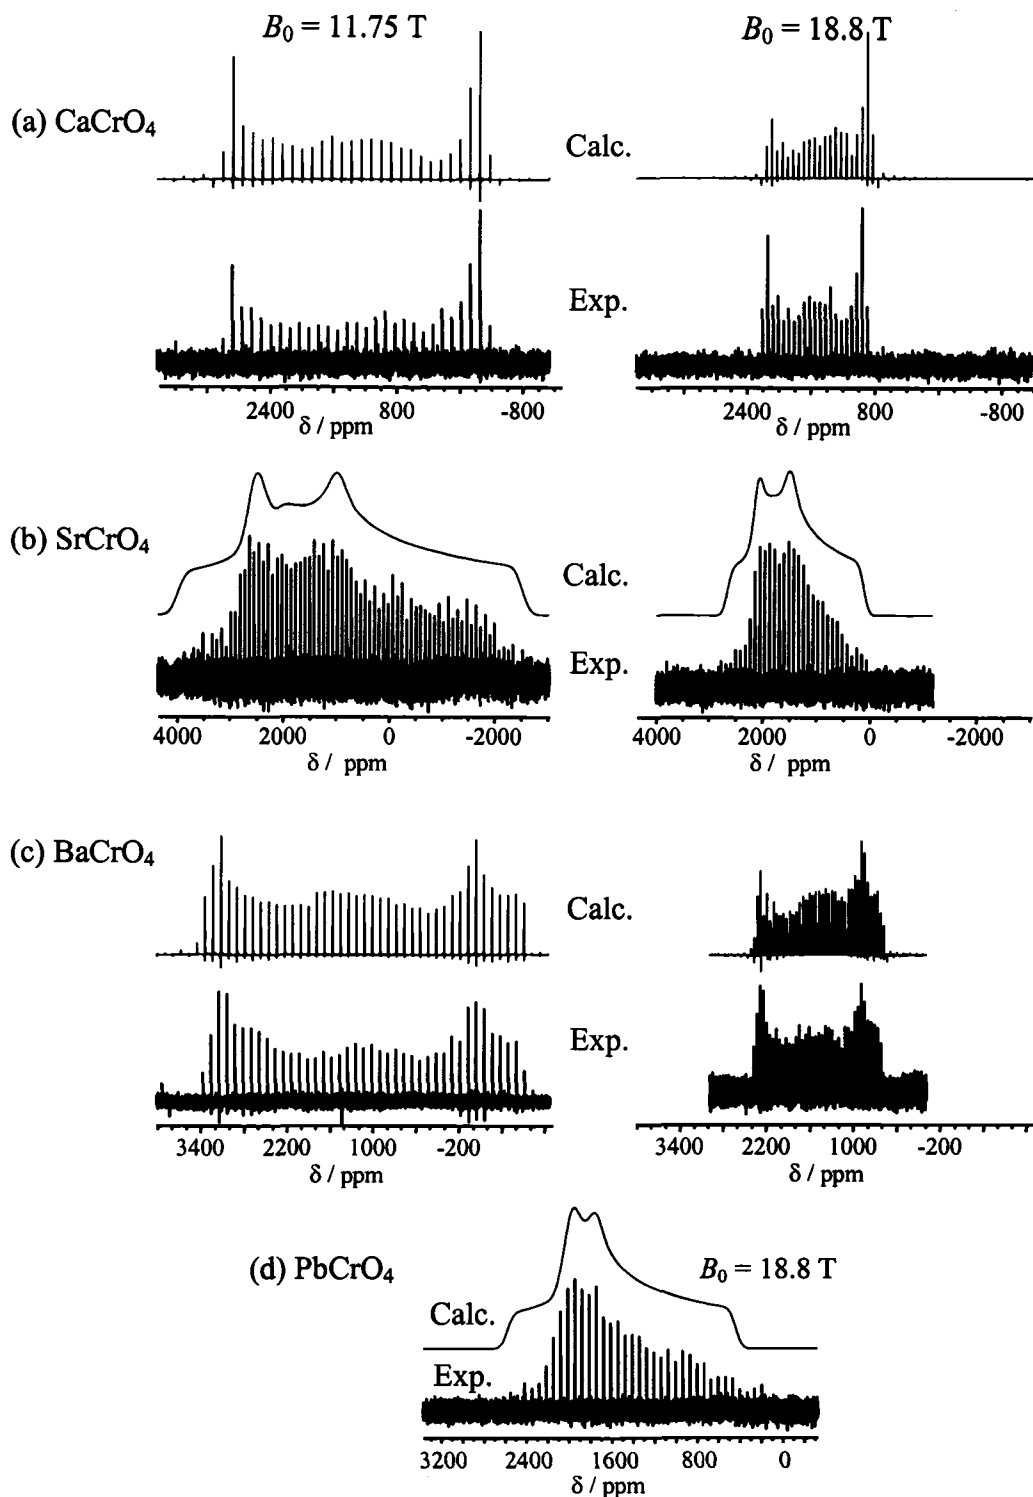 B₀ = 11.75 T
B₀ = 18.8 T
(a) CaCrO₄
Calc.
Exp.
2400 800 -800
δ / ppm
2400 800 -800
δ / ppm
(b) SrCrO₄
Calc.
Exp.
4000 2000 0 -2000
δ / ppm
4000 2000 0 -2000
δ / ppm
(c) BaCrO₄
Calc.
Exp.
3400 2200 1000 -200
δ / ppm
3400 2200 1000 -200
δ / ppm
(d) PbCrO₄
B₀ = 18.8 T
Calc.
Exp.
3200 2400 1600 800 0
δ / ppm